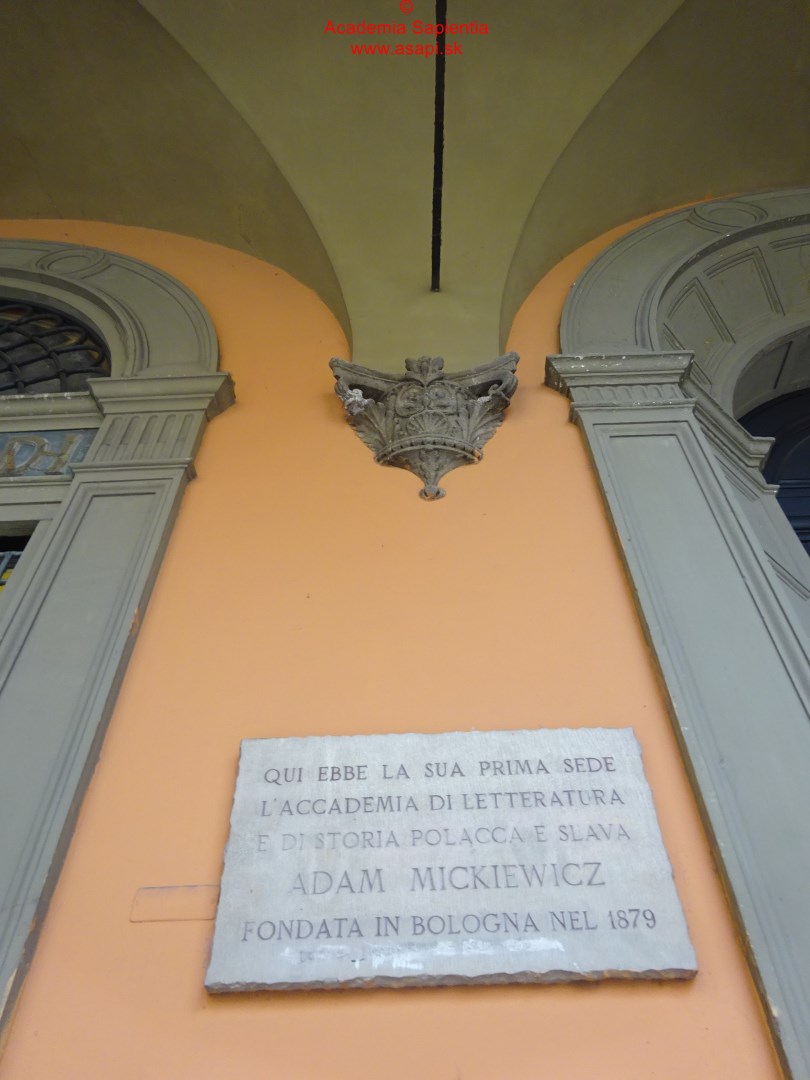 ©
Academia Sapientia
www.asapi.sk
DH
QUI EBBE LA SUA PRIMA SEDE
L'ACCADEMIA DI LETTERATURA
E DI STORIA POLACCA E SLAVA
ADAM MICKIEWICZ
FONDATA IN BOLOGNA NEL 1879